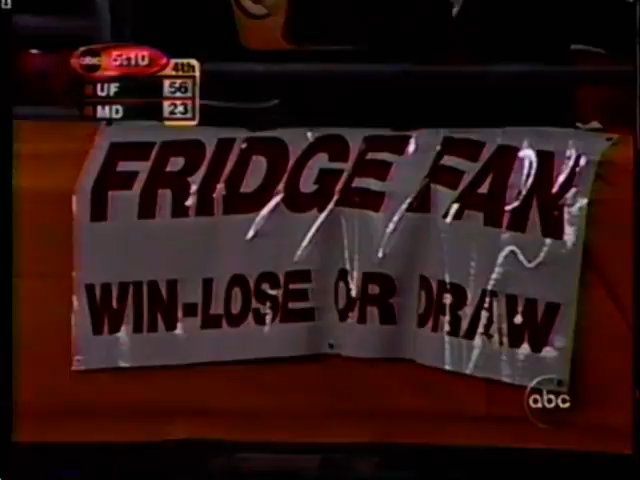 abc 5:10
4th
UF 56
MD 23
FRIDGE FAN
WIN-LOSE OR DRAW
abc